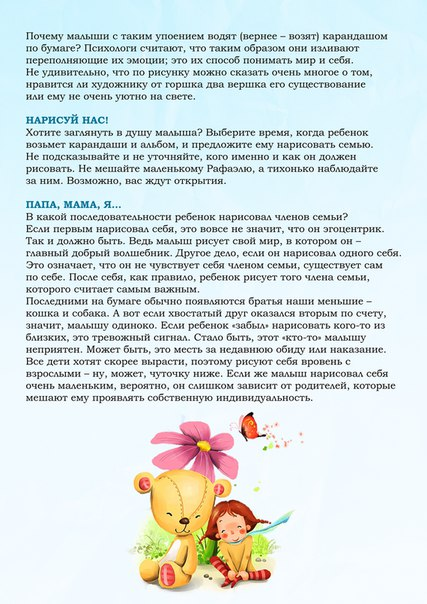 Почему малыши с таким упоением водят (вернее – возят) карандашом
по бумаге? Психологи считают, что таким образом они изливают
переполняющие их эмоции; это их способ понимать мир и себя.
Не удивительно, что по рисунку можно сказать очень многое о том,
нравится ли художнику от горшка два вершка его существование
или ему не очень уютно на свете.
НАРИСУЙ НАС!
Хотите заглянуть в душу малыша? Выберите время, когда ребенок
возьмет карандаши и альбом, и предложите ему нарисовать семью.
Не подсказывайте и не уточняйте, кого именно и как он должен
рисовать. Не мешайте маленькому Рафаэлю, а тихонько наблюдайте
за ним. Возможно, вас ждут открытия.
ПАПА, МАМА, Я...
В какой последовательности ребенок нарисовал членов семьи?
Если первым нарисовал себя, это вовсе не значит, что он эгоцентрик.
Так и должно быть. Ведь малыш рисует свой мир, в котором он –
главный добрый волшебник. Другое дело, если он нарисовал одного себя.
Это означает, что он не чувствует себя членом семьи, существует сам
по себе. После себя, как правило, ребенок рисует того члена семьи,
которого считает самым важным.
Последними на бумаге обычно появляются братья наши меньшие –
кошка и собака. А вот если хвостатый друг оказался вторым по счету,
значит, малышу одиноко. Если ребенок «забыл» нарисовать кого-то из
близких, это тревожный сигнал. Стало быть, этот «кто-то» малышу
неприятен. Может быть, это месть за недавнюю обиду или наказание.
Все дети хотят скорее вырасти, поэтому рисуют себя вровень с
взрослыми – ну, может, чуточку ниже. Если же малыш нарисовал себя
очень маленьким, вероятно, он слишком зависит от родителей, которые
мешают ему проявлять собственную индивидуальность.